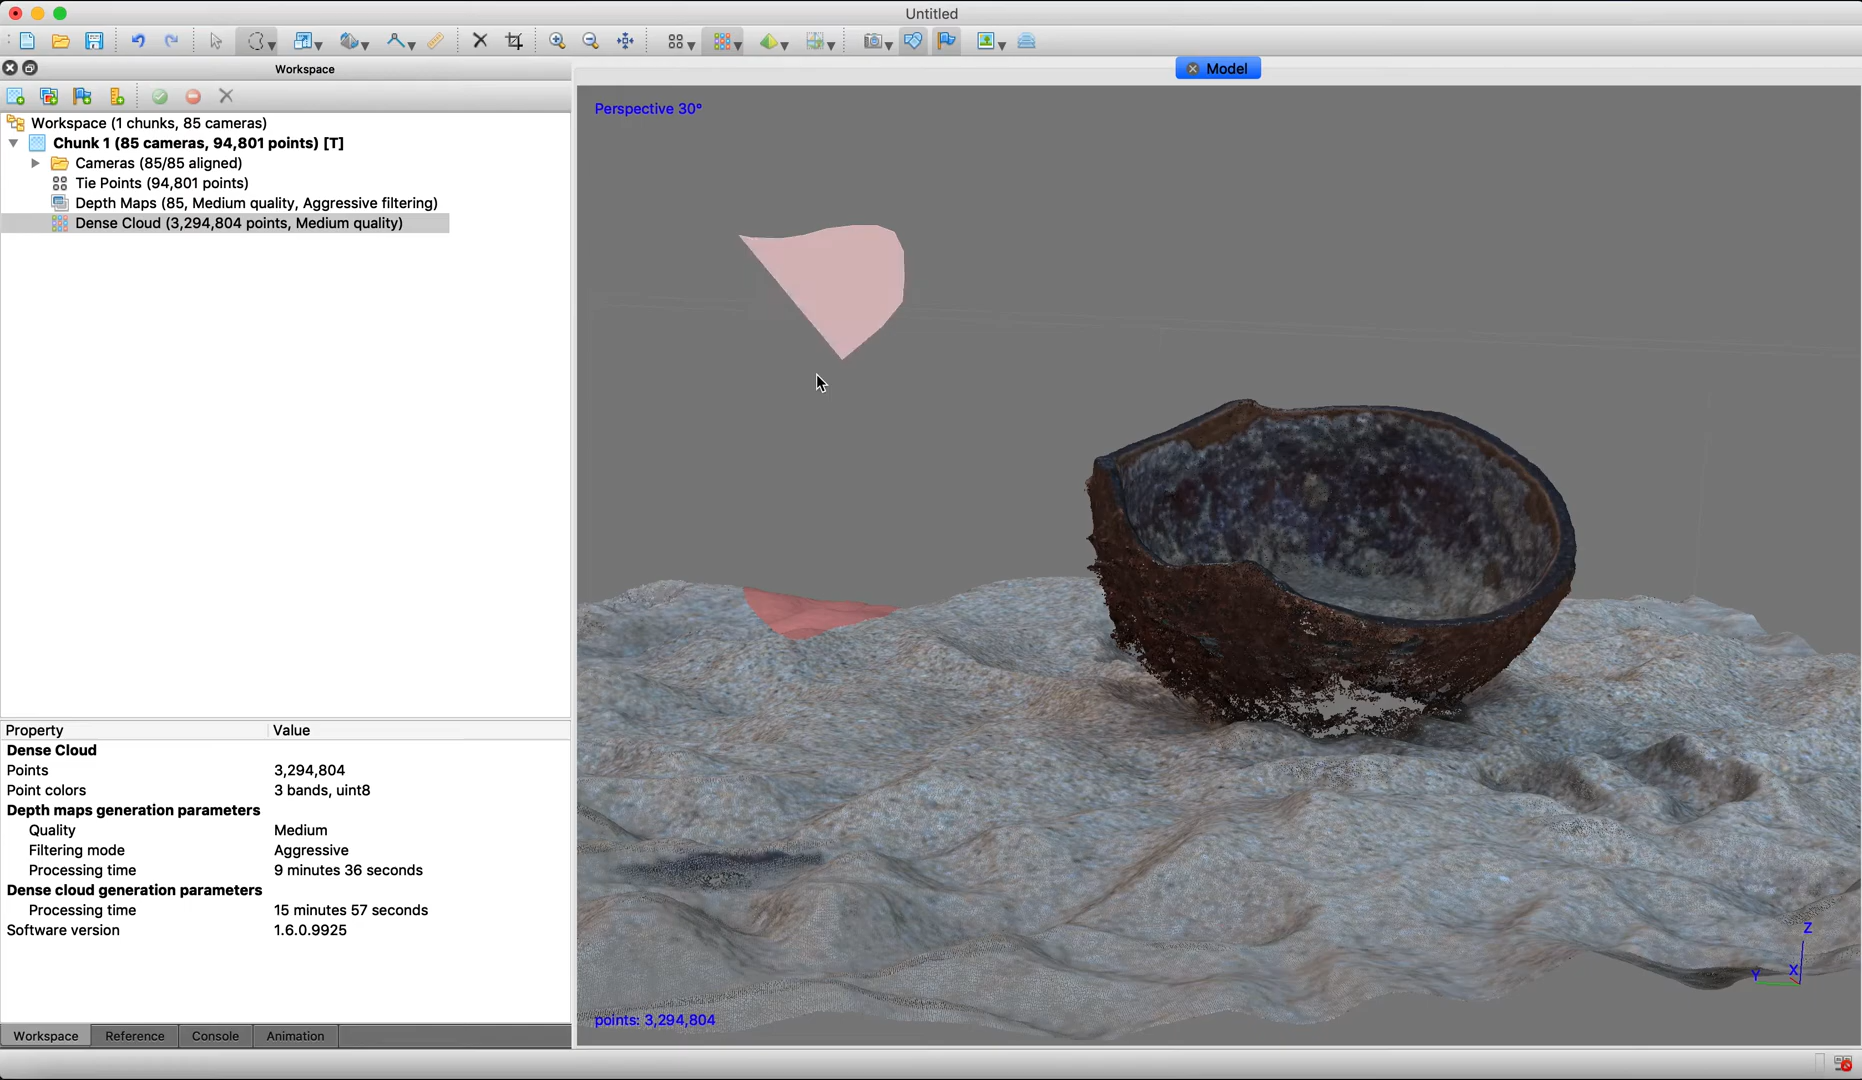 Untitled
Workspace
Model
Workspace (1 chunks, 85 cameras)
Chunk 1 (85 cameras, 94,801 points) [T]
Cameras (85/85 aligned)
Tie Points (94,801 points)
Depth Maps (85, Medium quality, Aggressive filtering)
Dense Cloud (3,294,804 points, Medium quality)
Perspective 30°
Property Value
Dense Cloud
Points 3,294,804
Point colors 3 bands, uint8
Depth maps generation parameters
Quality Medium
Filtering mode Aggressive
Processing time 9 minutes 36 seconds
Dense cloud generation parameters
Processing time 15 minutes 57 seconds
Software version 1.6.0.9925
Z
Y X
points: 3,294,804
Workspace Reference Console Animation